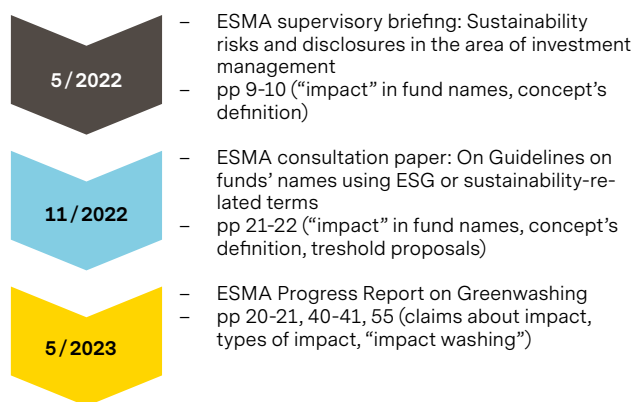 5/2022
– ESMA supervisory briefing: Sustainability
risks and disclosures in the area of investment
management
– pp 9-10 (“impact” in fund names, concept’s
definition)
11/2022
– ESMA consultation paper: On Guidelines on
funds’ names using ESG or sustainability-re-
lated terms
– pp 21-22 (“impact” in fund names, concept’s
definition, treshold proposals)
5/2023
– ESMA Progress Report on Greenwashing
– pp 20-21, 40-41, 55 (claims about impact,
types of impact, “impact washing”)